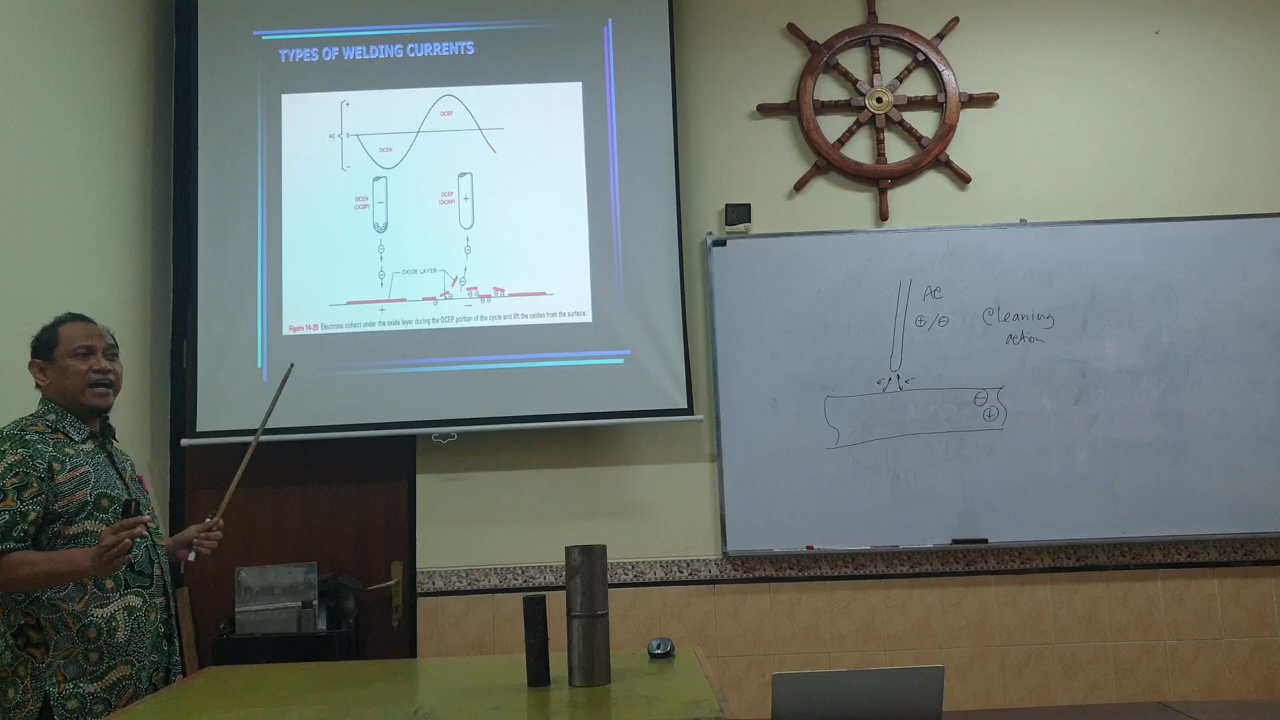 TYPES OF WELDING CURRENTS
+
AC
0
-
DCEP
DCEN
DCEN
(DCSP)
-
DCEP
(DCRP)
+
OXIDE LAYER
+
-
Figure 14-29 Electrons collect under the oxide layer during the DCEP portion of the cycle and lift the oxides from the surface.
AC
⊕/⊖
Cleaning
action
e⁻ e⁻
⊖
⊕